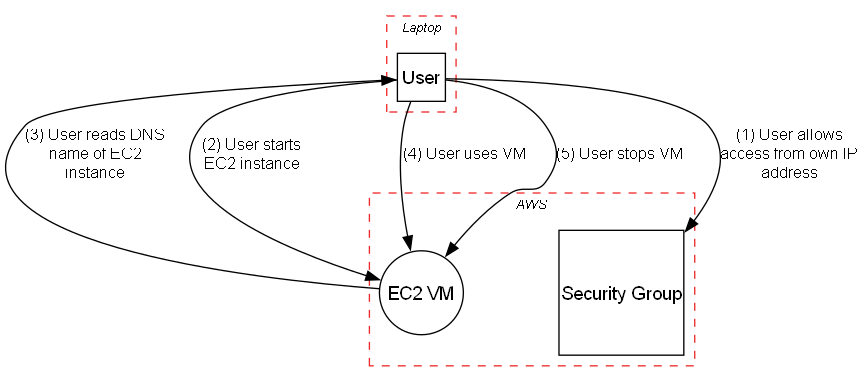 Laptop
User
(3) User reads DNS
name of EC2
instance
(2) User starts
EC2 instance
(4) User uses VM
(5) User stops VM
(1) User allows
access from own IP
address
AWS
EC2 VM
Security Group